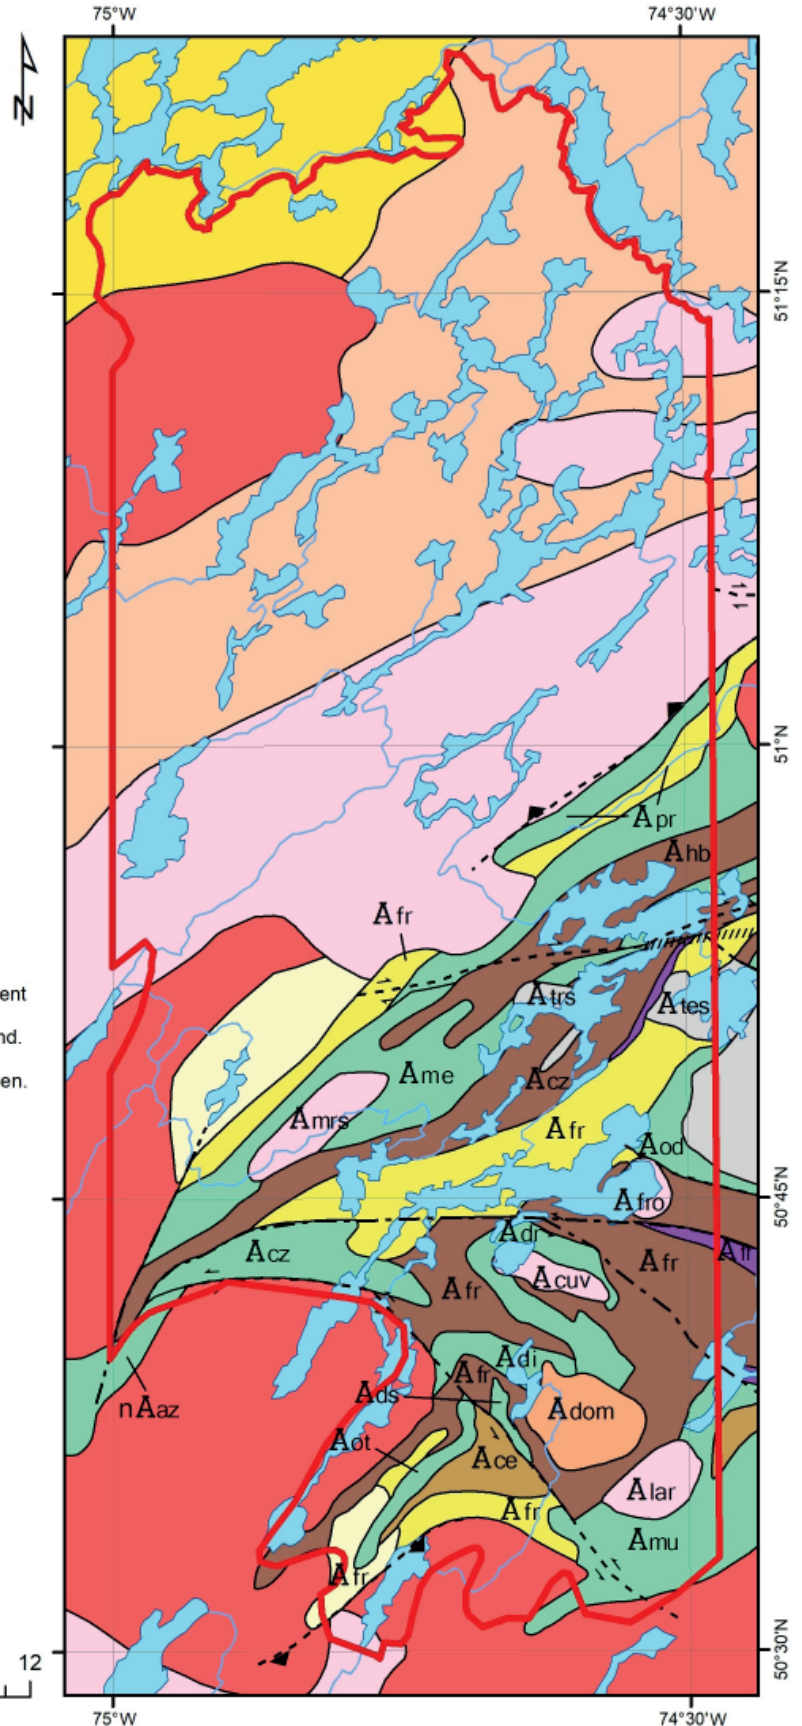 75°W 74°30'W
N
51°15'N
51°N
Āpr
Āhb
Āfr
ent
Ātrs
Ātes
nd.
Āme
Ācz
en.
Āmrs
Āfr
Āod
Āfro
50°45'N
Ādr
Ācz
Āfr
Āfr
Ācuv
Āfr
Ādi
Āfr
Āds
nĀaz
Ādom
Āot
Āce
Ālar
Āfr
Āmu
Āfr
12
50°30'N
75°W 74°30'W